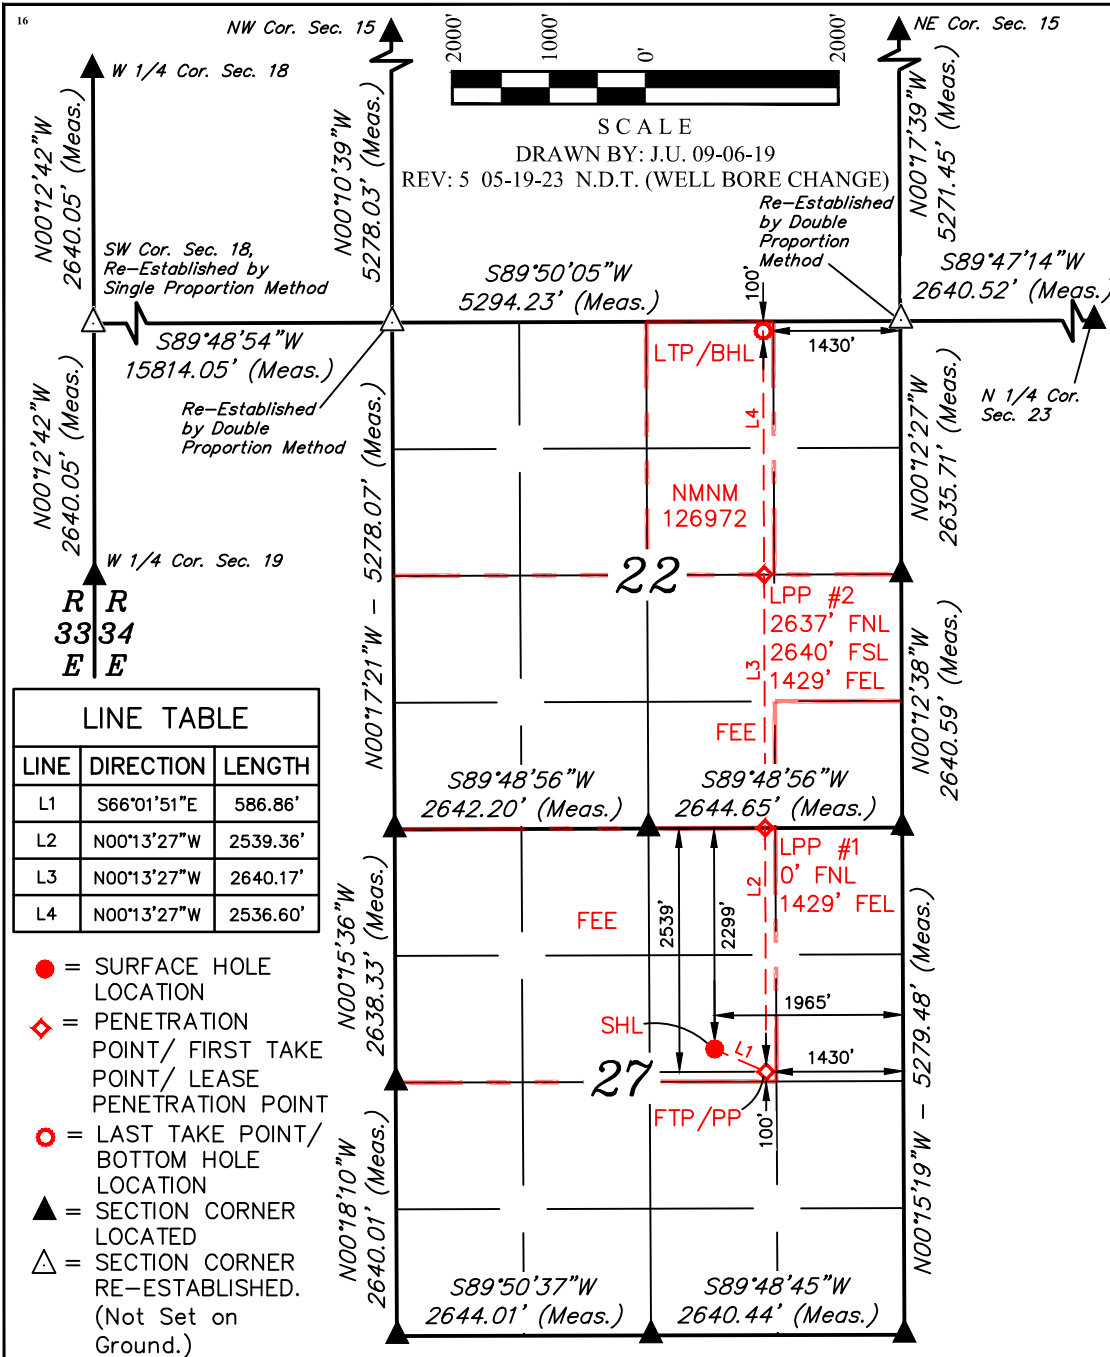 16
NW Cor. Sec. 15
2000'
1000'
0'
2000'
NE Cor. Sec. 15
W 1/4 Cor. Sec. 18
SCALE
DRAWN BY: J.U. 09-06-19
REV: 5 05-19-23 N.D.T. (WELL BORE CHANGE)
N00°12'42"W
2640.05' (Meas.)
N00°10'39"W
5278.03' (Meas.)
N00°17'39"W
5271.45' (Meas.)
Re-Established
by Double
Proportion
Method
SW Cor. Sec. 18,
Re-Established by
Single Proportion Method
S89°50'05"W
5294.23' (Meas.)
100'
S89°47'14"W
2640.52' (Meas.)
S89°48'54"W
15814.05' (Meas.)
LTP/BHL
1430'
Re-Established
by Double
Proportion Method
N 1/4 Cor.
Sec. 23
N00°12'42"W
2640.05' (Meas.)
N00°17'21"W - 5278.07' (Meas.)
L4
N00°12'27"W
2635.71' (Meas.)
NMNM
126972
W 1/4 Cor. Sec. 19
22
R R
33 34
E E
LPP #2
2637' FNL
2640' FSL
1429' FEL
L3
FEE
N00°12'38"W
2640.59' (Meas.)
LINE TABLE
LINE DIRECTION LENGTH
L1 S66°01'51"E 586.86'
L2 N00°13'27"W 2539.36'
L3 N00°13'27"W 2640.17'
L4 N00°13'27"W 2536.60'
S89°48'56"W
2642.20' (Meas.)
S89°48'56"W
2644.65' (Meas.)
LPP #1
0' FNL
1429' FEL
L2
FEE
2539'
2299'
N00°15'36"W
2638.33' (Meas.)
N00°15'19"W - 5279.48' (Meas.)
1965'
SHL
L1
1430'
27
FTP/PP
100'
= SURFACE HOLE
LOCATION
= PENETRATION
POINT/ FIRST TAKE
POINT/ LEASE
PENETRATION POINT
= LAST TAKE POINT/
BOTTOM HOLE
LOCATION
= SECTION CORNER
LOCATED
= SECTION CORNER
RE-ESTABLISHED.
(Not Set on
Ground.)
N00°18'10"W
2640.01' (Meas.)
S89°50'37"W
2644.01' (Meas.)
S89°48'45"W
2640.44' (Meas.)